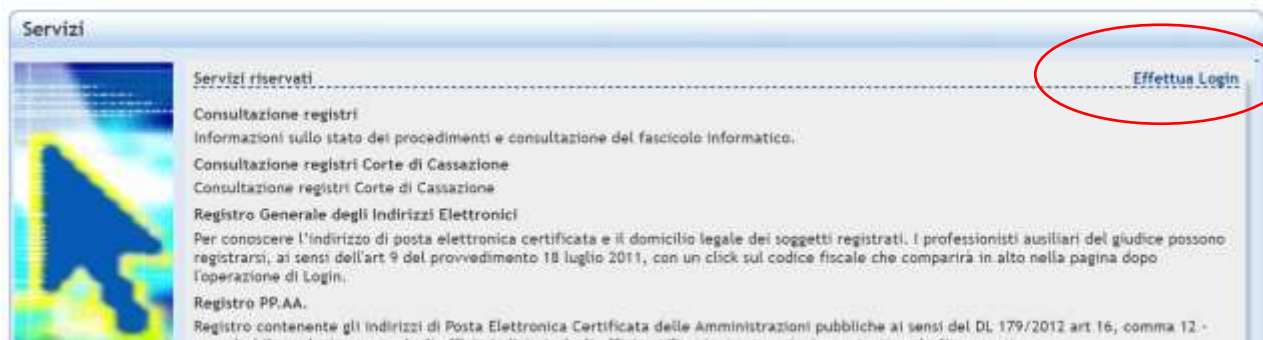 Servizi
Servizi riservati
Effettua Login
Consultazione registri
Informazioni sullo stato dei procedimenti e consultazione del fascicolo informatico.
Consultazione registri Corte di Cassazione
Consultazione registri Corte di Cassazione
Registro Generale degli Indirizzi Elettronici
Per conoscere l'indirizzo di posta elettronica certificata e il domicilio legale dei soggetti registrati. I professionisti ausiliari del giudice possono
registrarsi, ai sensi dell'art 9 del provvedimento 18 luglio 2011, con un click sul codice fiscale che comparirà in alto nella pagina dopo
l'operazione di Login.
Registro PP.AA.
Registro contenente gli indirizzi di Posta Elettronica Certificata delle Amministrazioni pubbliche ai sensi del DL 179/2012 art 16, comma 12 -